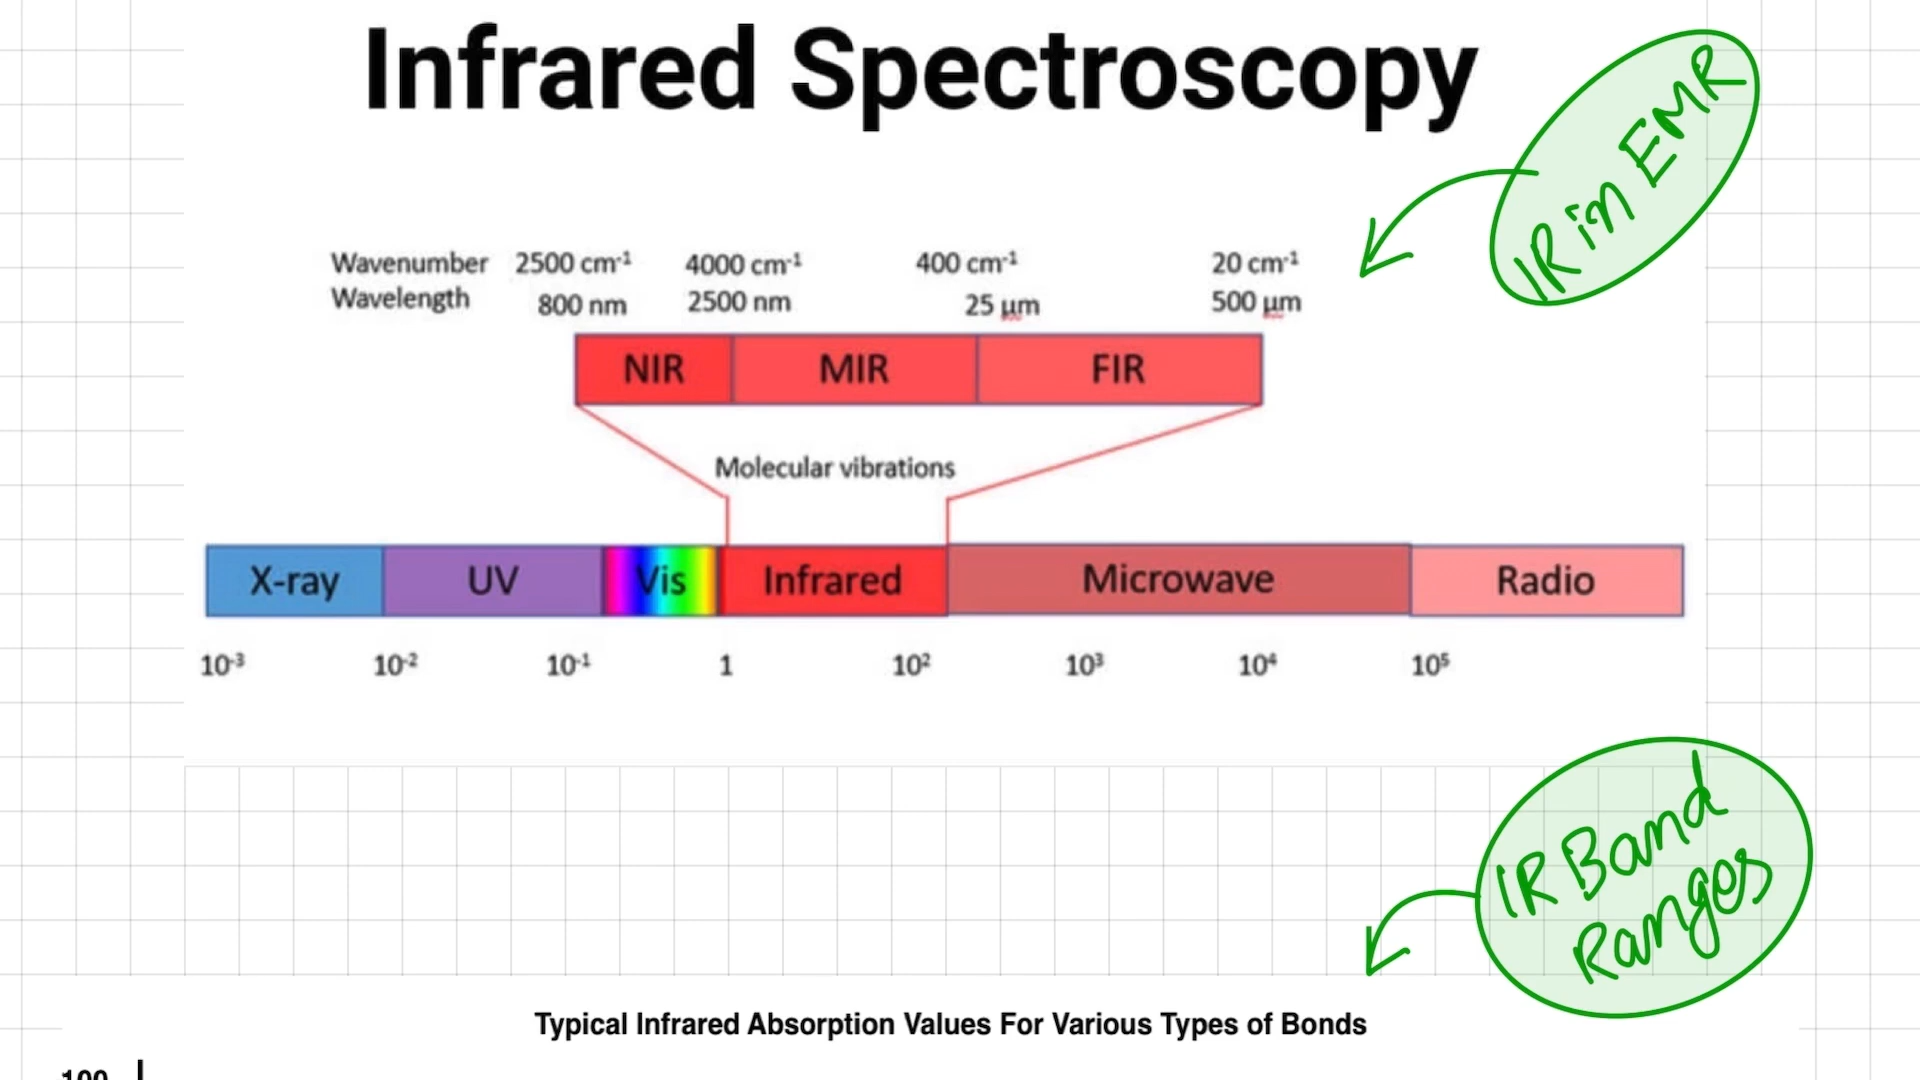 Infrared Spectroscopy
IR in EMR
Wavenumber 2500 cm⁻¹ 4000 cm⁻¹ 400 cm⁻¹ 20 cm⁻¹
Wavelength 800 nm 2500 nm 25 µm 500 µm
NIR MIR FIR
Molecular vibrations
X-ray UV Vis Infrared Microwave Radio
10⁻³ 10⁻² 10⁻¹ 1 10² 10³ 10⁴ 10⁵
IR Band
Ranges
Typical Infrared Absorption Values For Various Types of Bonds
100